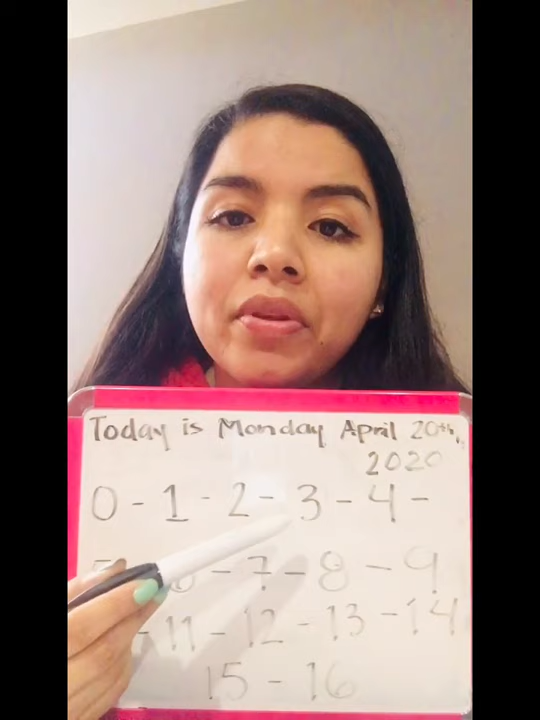 Today is Monday April 20th,
2020
0 - 1 - 2 - 3 - 4 -
- 7 - 8 - 9
- 11 - 12 - 13 - 14
15 - 16